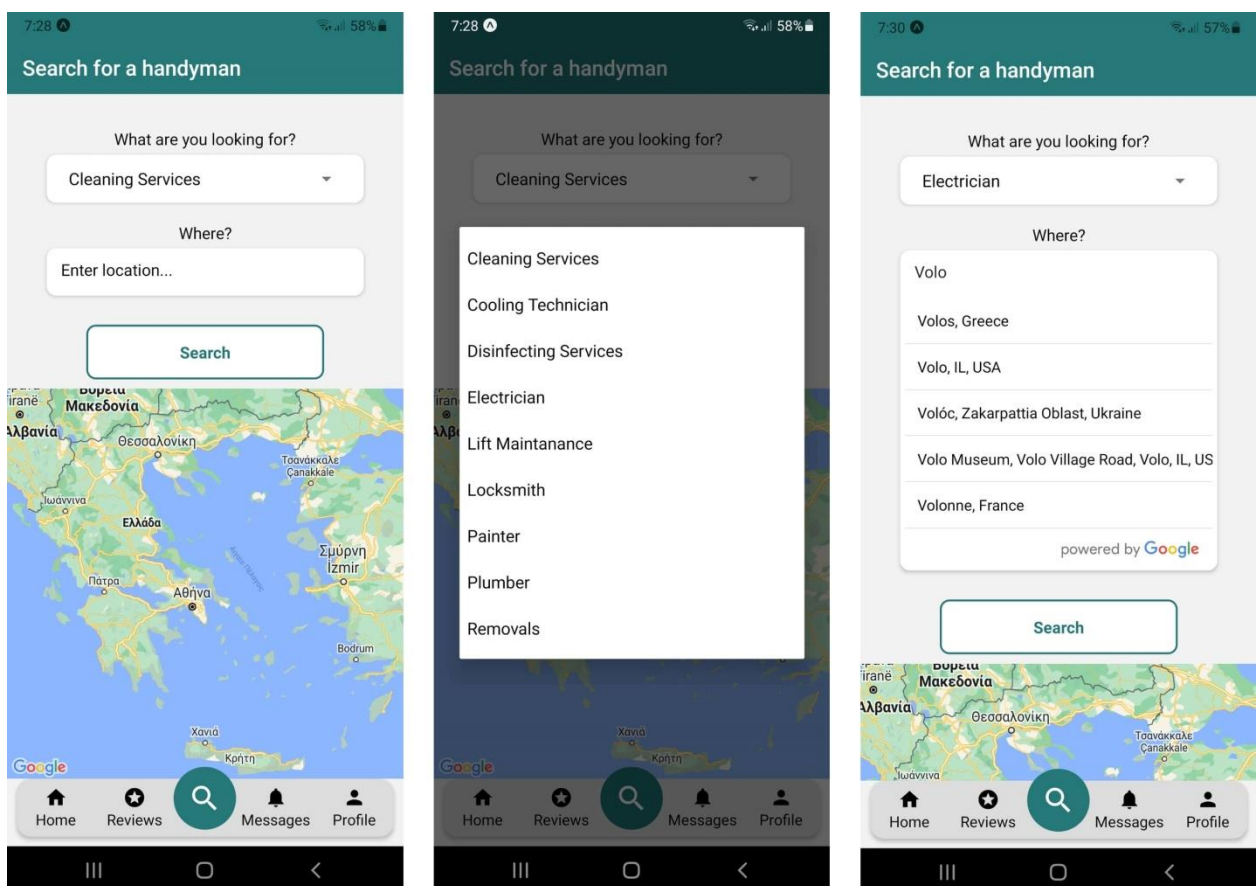 7:28
58%
Search for a handyman
What are you looking for?
Cleaning Services
Where?
Enter location...
Search
Βόρεια
iranë
Μακεδονία
Αλβανία
Θεσσαλονίκη
Τσανάκκαλε
Çanakkale
Ιωάννινα
Ελλάδα
Σμύρνη
İzmir
Πάτρα
Αθήνα
Bodrum
Χανιά
Κρήτη
Google
Home
Reviews
Messages
Profile
7:28
58%
Search for a handyman
What are you looking for?
Cleaning Services
Cleaning Services
Cooling Technician
Disinfecting Services
Electrician
Lift Maintanance
Locksmith
Painter
Plumber
Removals
Χανιά
Κρήτη
Google
Home
Reviews
Messages
Profile
7:30
57%
Search for a handyman
What are you looking for?
Electrician
Where?
Volo
Volos, Greece
Volo, IL, USA
Volóc, Zakarpattia Oblast, Ukraine
Volo Museum, Volo Village Road, Volo, IL, US
Volonne, France
powered by Google
Search
Βόρεια
iranë
Μακεδονία
Αλβανία
Θεσσαλονίκη
Τσανάκκαλε
Çanakkale
Ιωάννινα
Home
Reviews
Messages
Profile